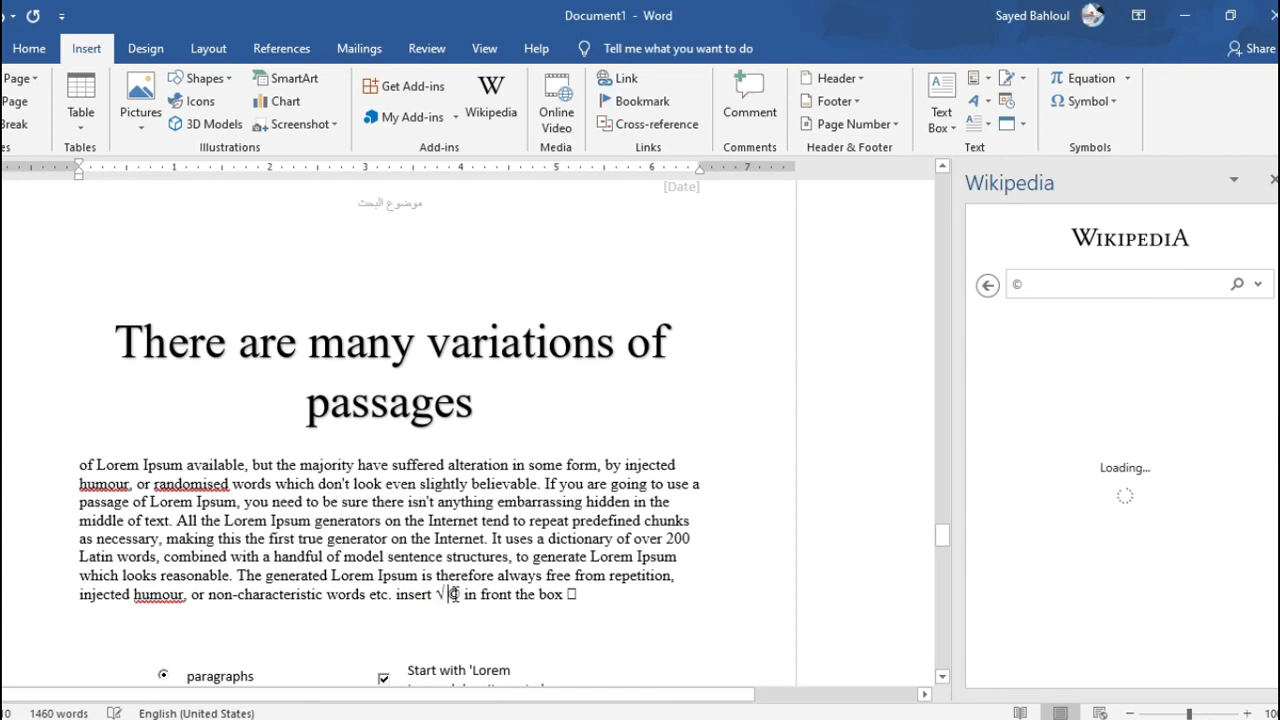 Document1 - Word
Sayed Bahloul
Home Insert Design Layout References Mailings Review View Help Tell me what you want to do Share
Page Shapes SmartArt Get Add-ins Link Header Equation
Page Icons Chart Wikipedia Bookmark Footer Symbol
Table Pictures Online Video Comment Text Box
Break 3D Models Screenshot My Add-ins Cross-reference Page Number
Tables Illustrations Add-ins Media Links Comments Header & Footer Text Symbols
1 2 3 4 5 6 7
[Date]
موضوع البحث
There are many variations of
passages
of Lorem Ipsum available, but the majority have suffered alteration in some form, by injected
humour, or randomised words which don't look even slightly believable. If you are going to use a
passage of Lorem Ipsum, you need to be sure there isn't anything embarrassing hidden in the
middle of text. All the Lorem Ipsum generators on the Internet tend to repeat predefined chunks
as necessary, making this the first true generator on the Internet. It uses a dictionary of over 200
Latin words, combined with a handful of model sentence structures, to generate Lorem Ipsum
which looks reasonable. The generated Lorem Ipsum is therefore always free from repetition,
injected humour, or non-characteristic words etc. insert √ © in front the box □
paragraphs
Start with 'Lorem
Wikipedia
WIKIPEDIA
©
Loading...
1460 words English (United States)